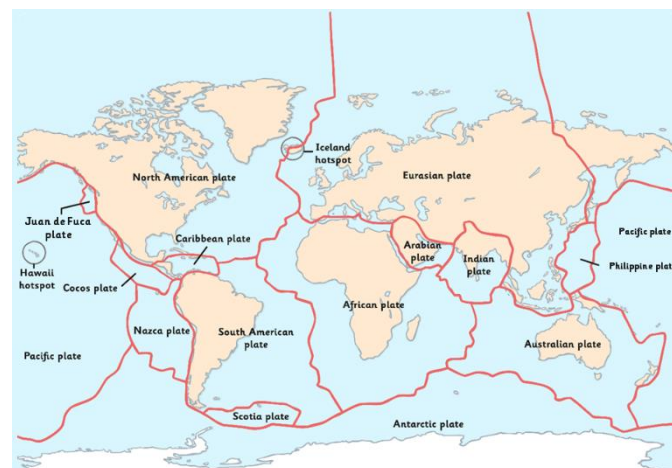 Iceland
hotspot
North American plate
Eurasian plate
Juan de Fuca
plate
Caribbean plate
Arabian
plate
Indian
plate
Pacific plate
Philippine plat
Hawaii
hotspot
Cocos plate
African plate
Nazca plate
South American
plate
Australian plate
Pacific plate
Scotia plate
Antarctic plate